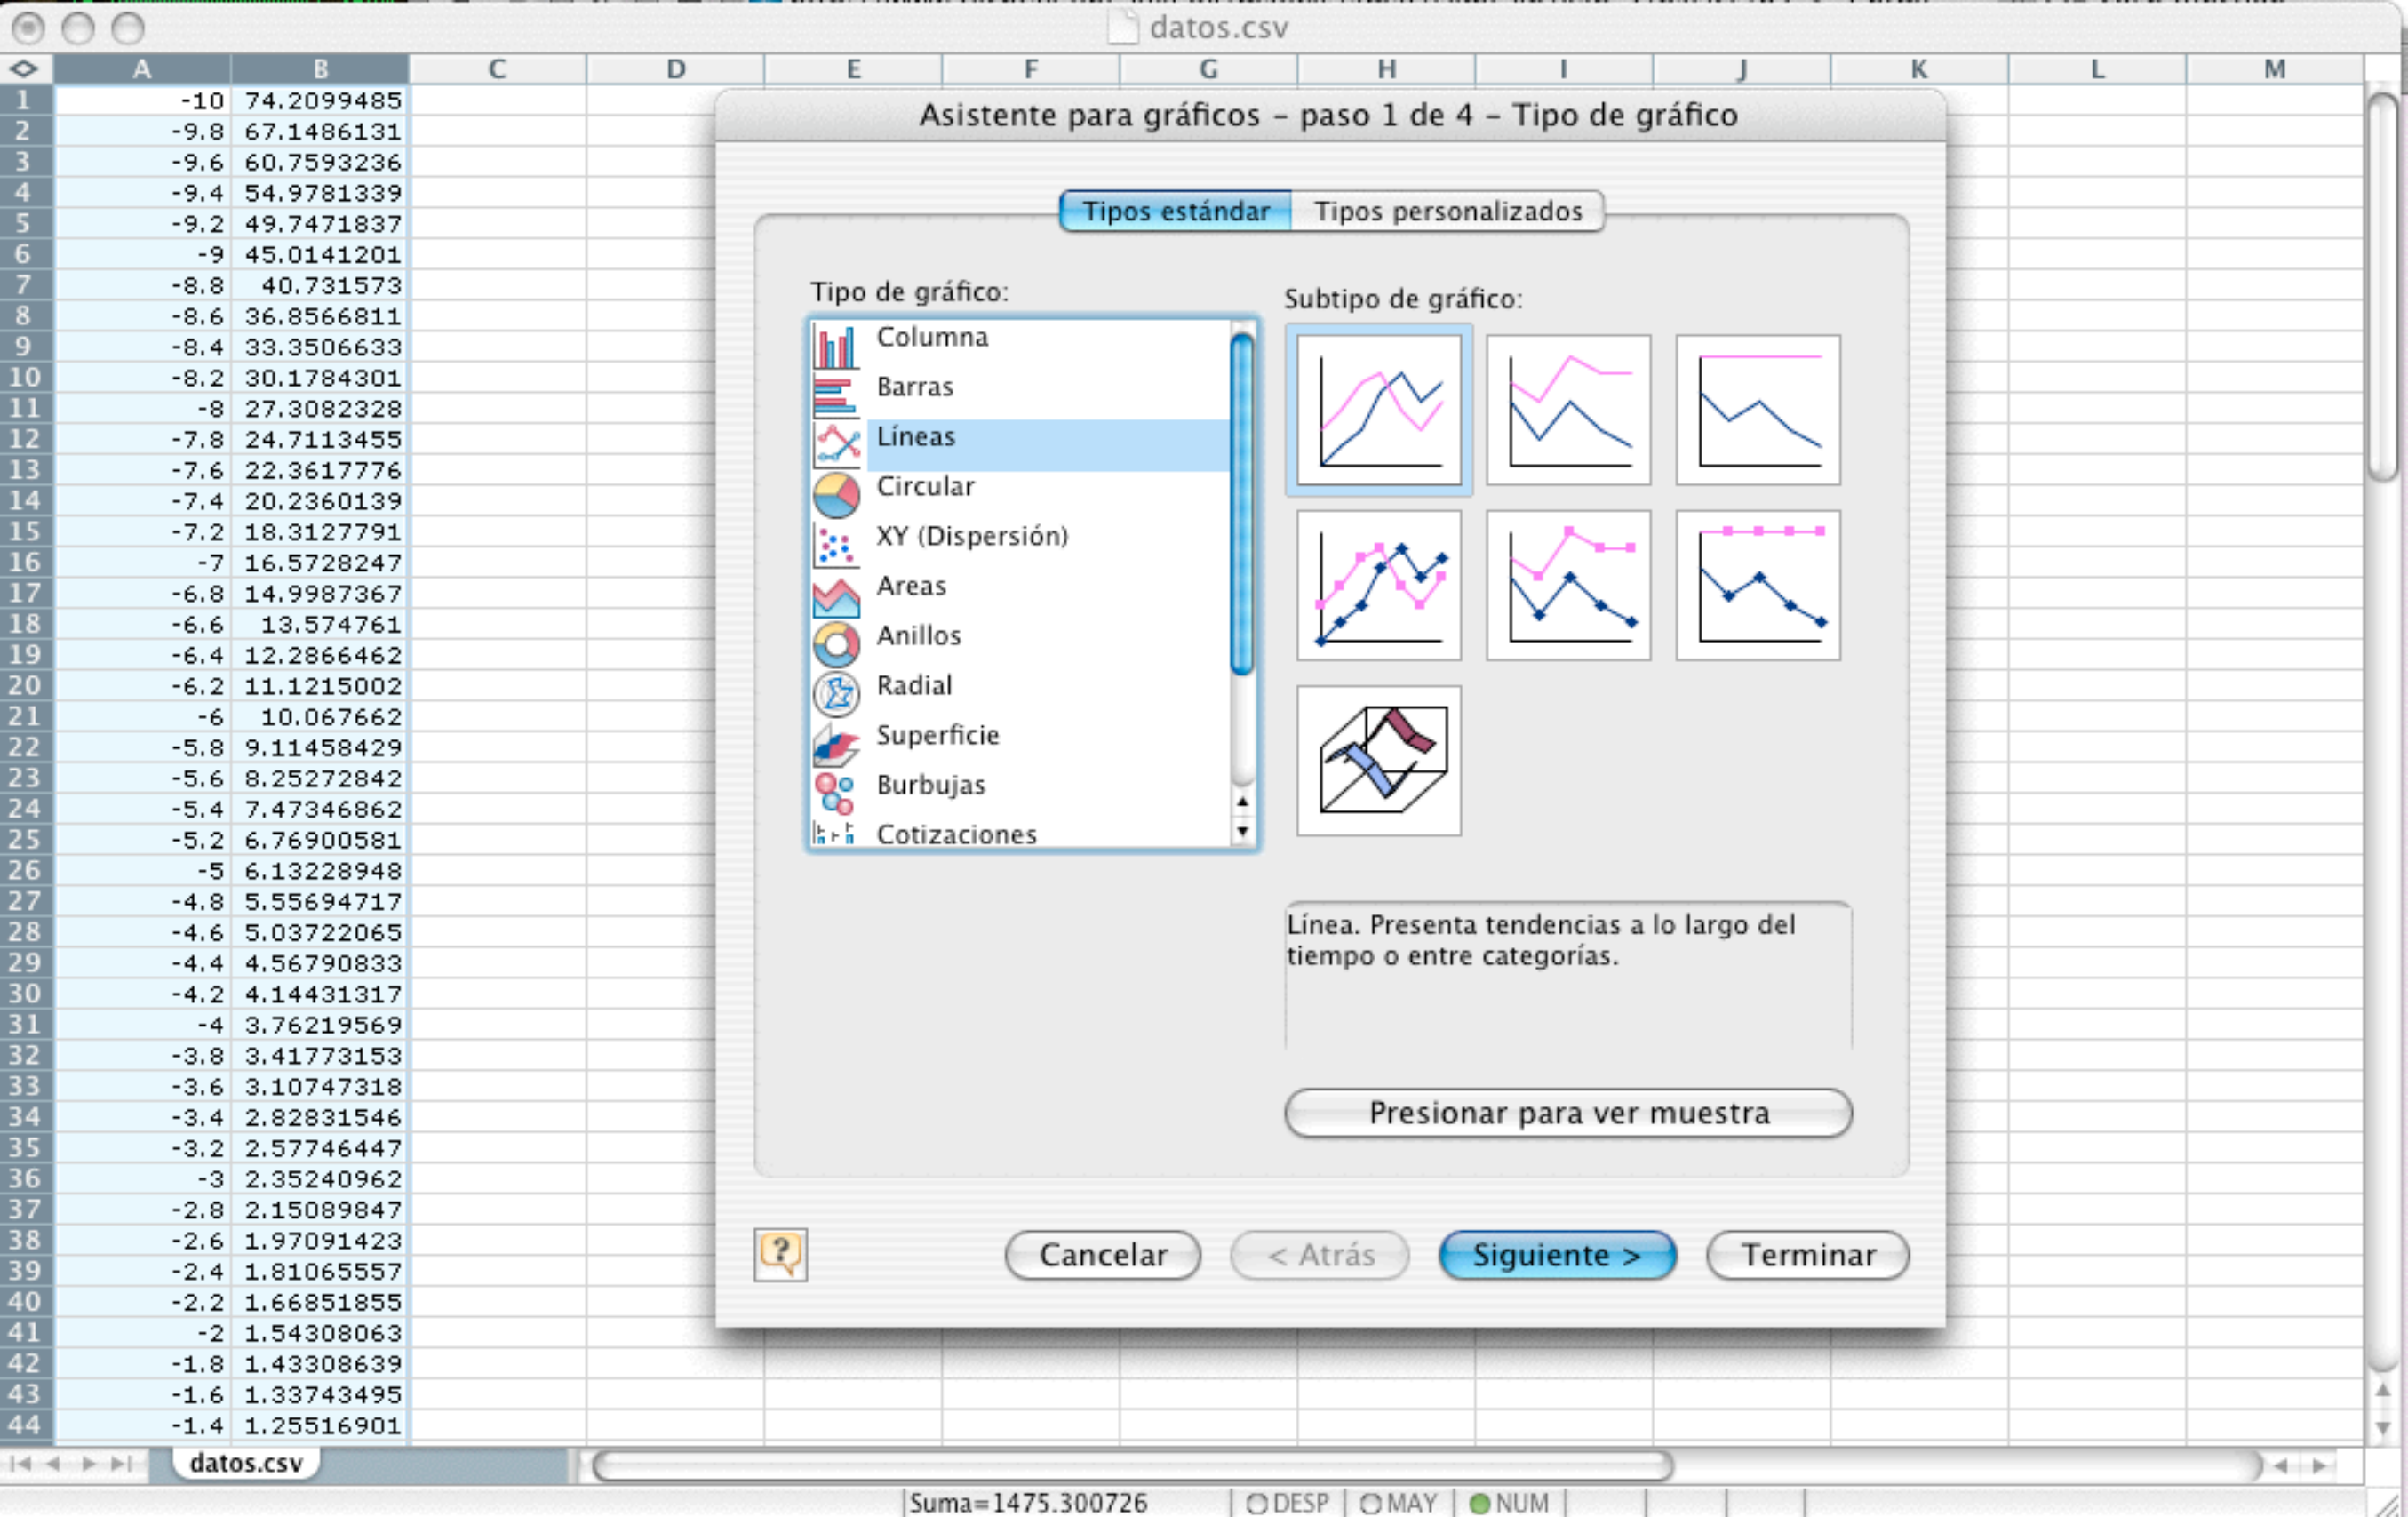 datos.csv
A B C D E F G H I J K L M
1 -10 74.2099485
2 -9.8 67.1486131
3 -9.6 60.7593236
4 -9.4 54.9781339
5 -9.2 49.7471837
6 -9 45.0141201
7 -8.8 40.731573
8 -8.6 36.8566811
9 -8.4 33.3506633
10 -8.2 30.1784301
11 -8 27.3082328
12 -7.8 24.7113455
13 -7.6 22.3617776
14 -7.4 20.2360139
15 -7.2 18.3127791
16 -7 16.5728247
17 -6.8 14.9987367
18 -6.6 13.574761
19 -6.4 12.2866462
20 -6.2 11.1215002
21 -6 10.067662
22 -5.8 9.11458429
23 -5.6 8.25272842
24 -5.4 7.47346862
25 -5.2 6.76900581
26 -5 6.13228948
27 -4.8 5.55694717
28 -4.6 5.03722065
29 -4.4 4.56790833
30 -4.2 4.14431317
31 -4 3.76219569
32 -3.8 3.41773153
33 -3.6 3.10747318
34 -3.4 2.82831546
35 -3.2 2.57746447
36 -3 2.35240962
37 -2.8 2.15089847
38 -2.6 1.97091423
39 -2.4 1.81065557
40 -2.2 1.66851855
41 -2 1.54308063
42 -1.8 1.43308639
43 -1.6 1.33743495
44 -1.4 1.25516901
Asistente para gráficos – paso 1 de 4 – Tipo de gráfico
Tipos estándar Tipos personalizados
Tipo de gráfico:
Columna
Barras
Líneas
Circular
XY (Dispersión)
Areas
Anillos
Radial
Superficie
Burbujas
Cotizaciones
Subtipo de gráfico:
Línea. Presenta tendencias a lo largo del
tiempo o entre categorías.
Presionar para ver muestra
? Cancelar < Atrás Siguiente > Terminar
datos.csv
Suma=1475.300726 DESP MAY NUM